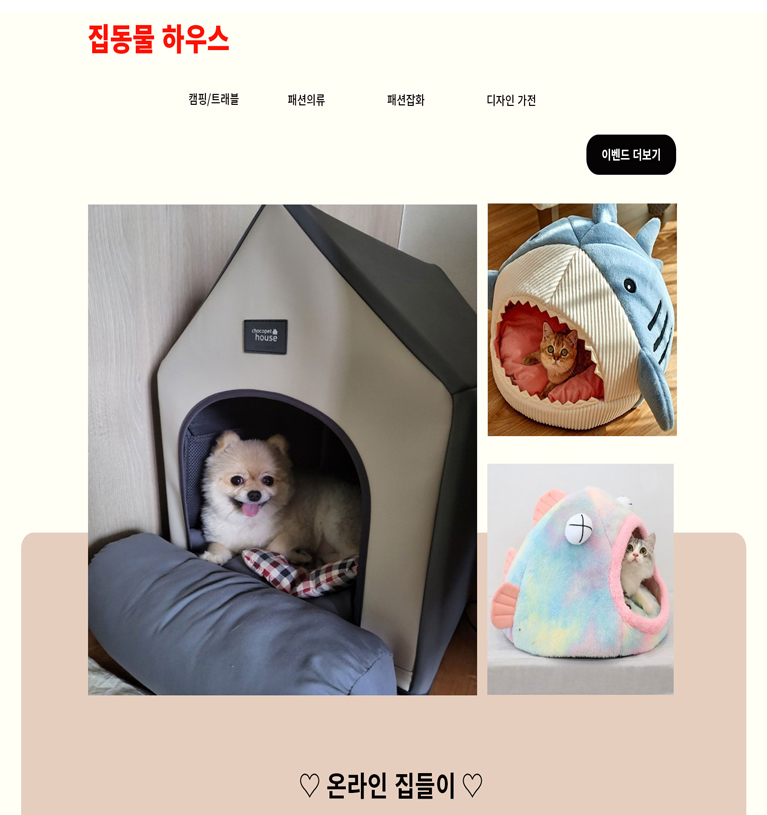 집동물 하우스
캠핑/트래블 패션의류 패션잡화 디자인 가전
이벤드 더보기
chocopet
house
♡ 온라인 집들이 ♡